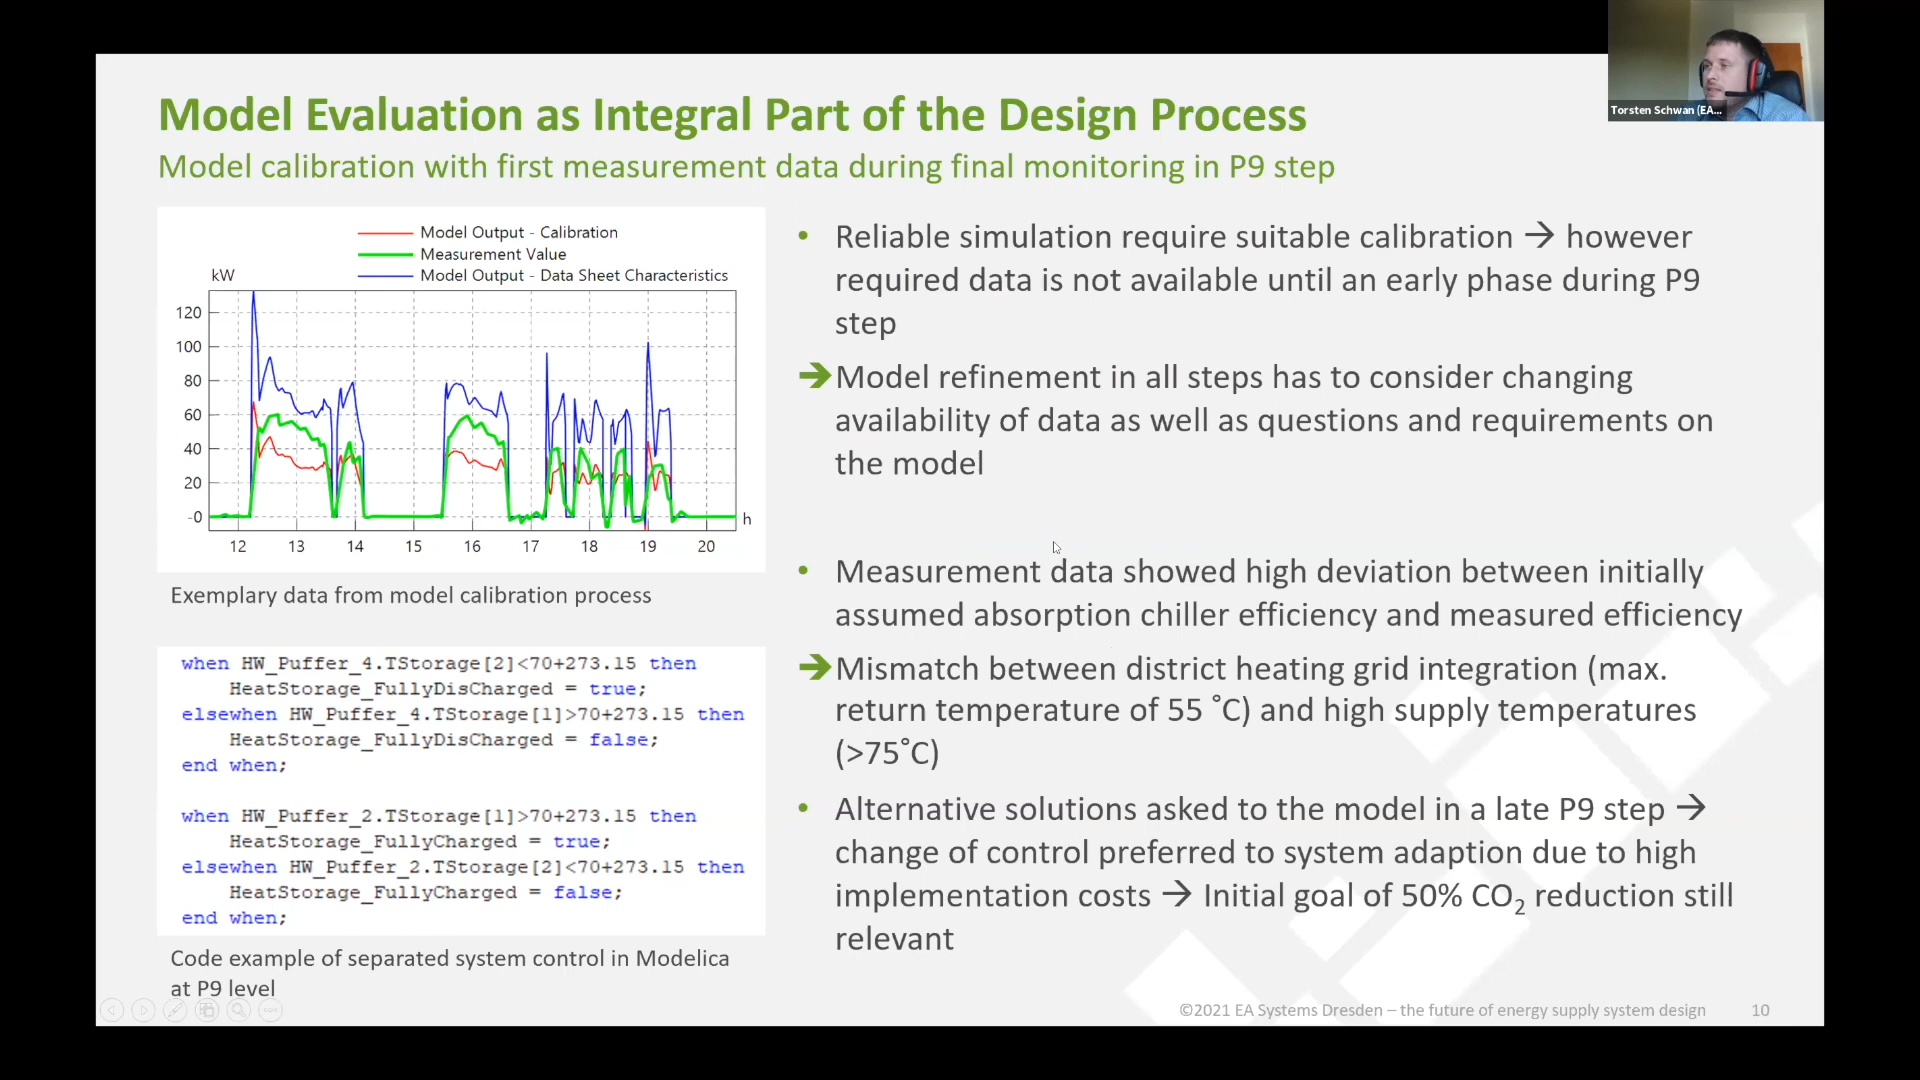 Torsten Schwan (EA...
Model Evaluation as Integral Part of the Design Process
Model calibration with first measurement data during final monitoring in P9 step
Model Output - Calibration
Measurement Value
Model Output - Data Sheet Characteristics
kW
120
100
80
60
40
20
-0
h
12 13 14 15 16 17 18 19 20
Exemplary data from model calibration process
when HW_Puffer_4.TStorage[2]<70+273.15 then
HeatStorage_FullyDisCharged = true;
elsewhen HW_Puffer_4.TStorage[1]>70+273.15 then
HeatStorage_FullyDisCharged = false;
end when;
when HW_Puffer_2.TStorage[1]>70+273.15 then
HeatStorage_FullyCharged = true;
elsewhen HW_Puffer_2.TStorage[2]<70+273.15 then
HeatStorage_FullyCharged = false;
end when;
Code example of separated system control in Modelica
at P9 level
• Reliable simulation require suitable calibration → however
required data is not available until an early phase during P9
step
➔ Model refinement in all steps has to consider changing
availability of data as well as questions and requirements on
the model
• Measurement data showed high deviation between initially
assumed absorption chiller efficiency and measured efficiency
➔ Mismatch between district heating grid integration (max.
return temperature of 55 ˚C) and high supply temperatures
(>75˚C)
• Alternative solutions asked to the model in a late P9 step →
change of control preferred to system adaption due to high
implementation costs → Initial goal of 50% CO₂ reduction still
relevant
©2021 EA Systems Dresden – the future of energy supply system design 10